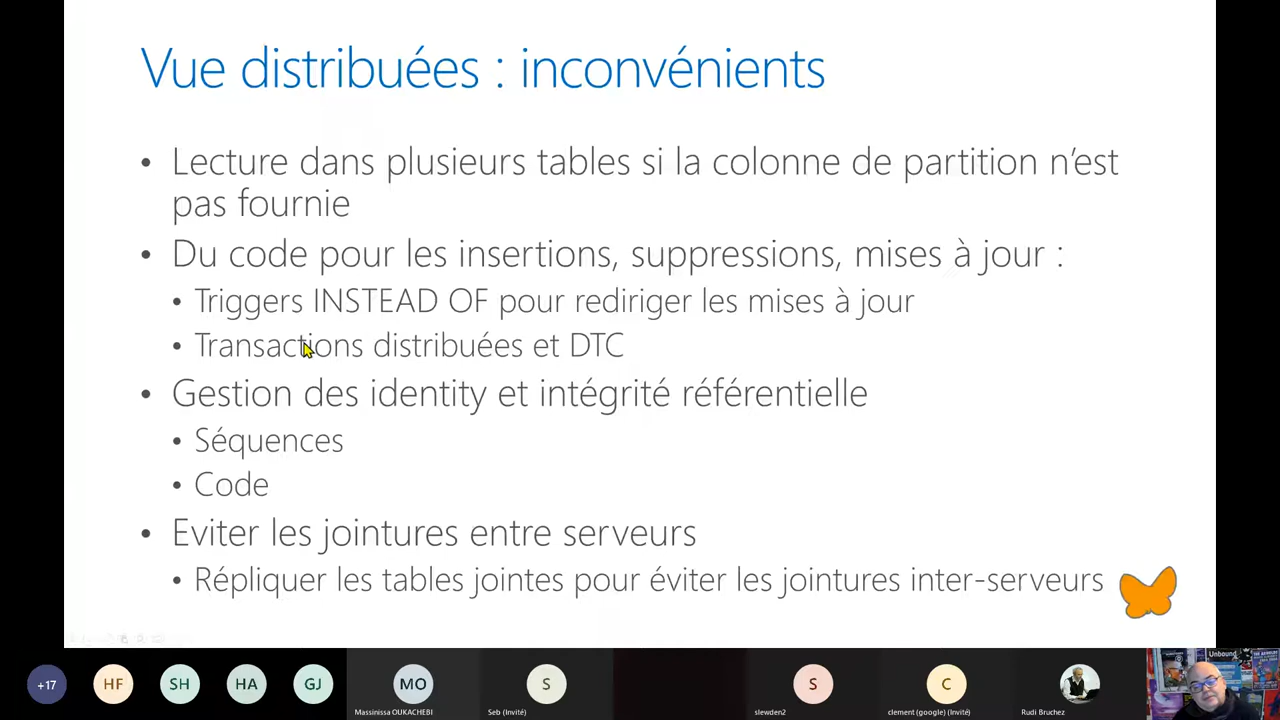 Vue distribuées : inconvénients
• Lecture dans plusieurs tables si la colonne de partition n’est
pas fournie
• Du code pour les insertions, suppressions, mises à jour :
• Triggers INSTEAD OF pour rediriger les mises à jour
• Transactions distribuées et DTC
• Gestion des identity et intégrité référentielle
• Séquences
• Code
• Eviter les jointures entre serveurs
• Répliquer les tables jointes pour éviter les jointures inter-serveurs
+17
HF
SH
HA
GJ
MO
S
S
C
Massinissa OUKACHEBI
Seb (Invité)
slewden2
clement (google) (Invité)
Rudi Bruchez
Unbound